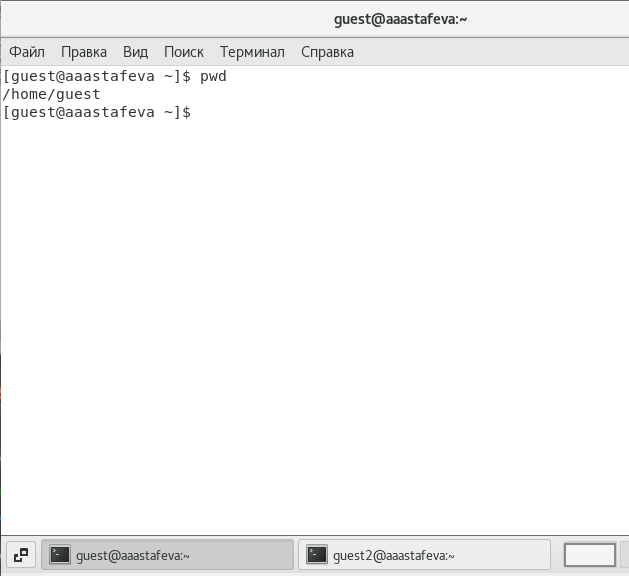 guest@aaastafeva:~
Файл Правка Вид Поиск Терминал Справка
[guest@aaastafeva ~]$ pwd
/home/guest
[guest@aaastafeva ~]$
guest@aaastafeva:~ guest2@aaastafeva:~